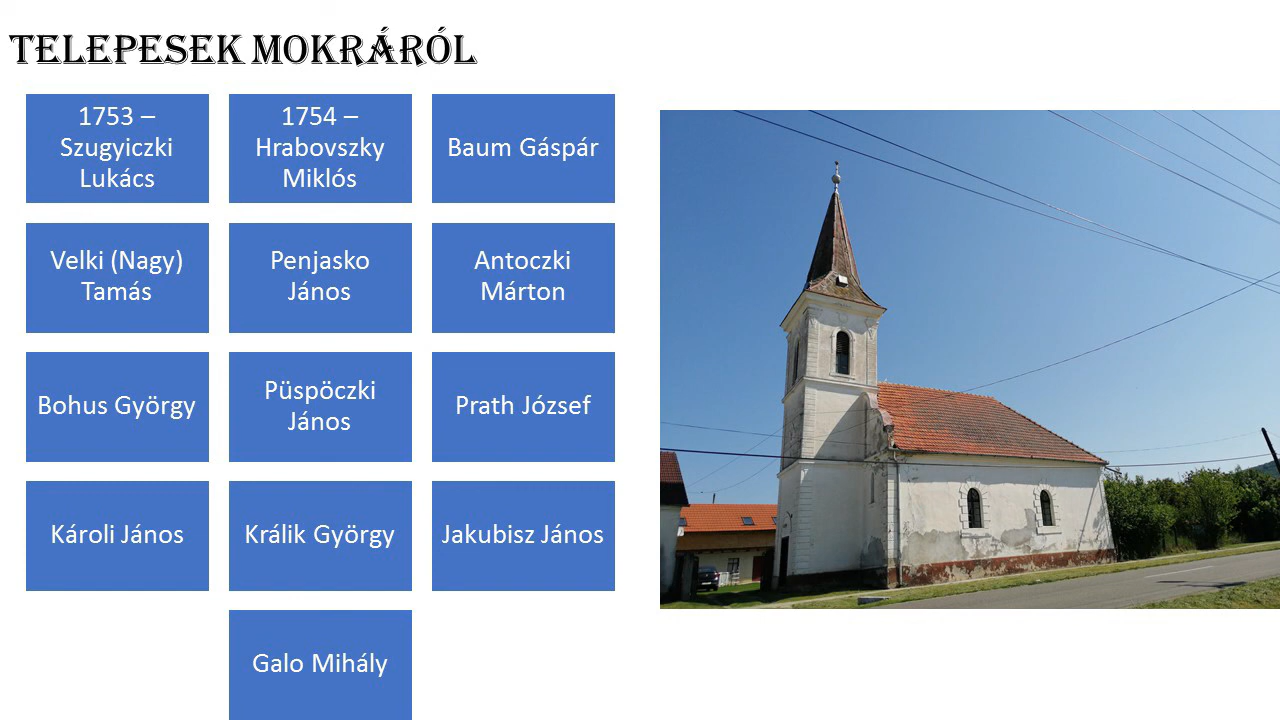 TELEPESEK MOKRÁRÓL
1753 –
Szugyiczki
Lukács
1754 –
Hrabovszky
Miklós
Baum Gáspár
Velki (Nagy)
Tamás
Penjasko
János
Antoczki
Márton
Bohus György
Püspöczki
János
Prath József
Károli János
Králik György
Jakubisz János
Galo Mihály